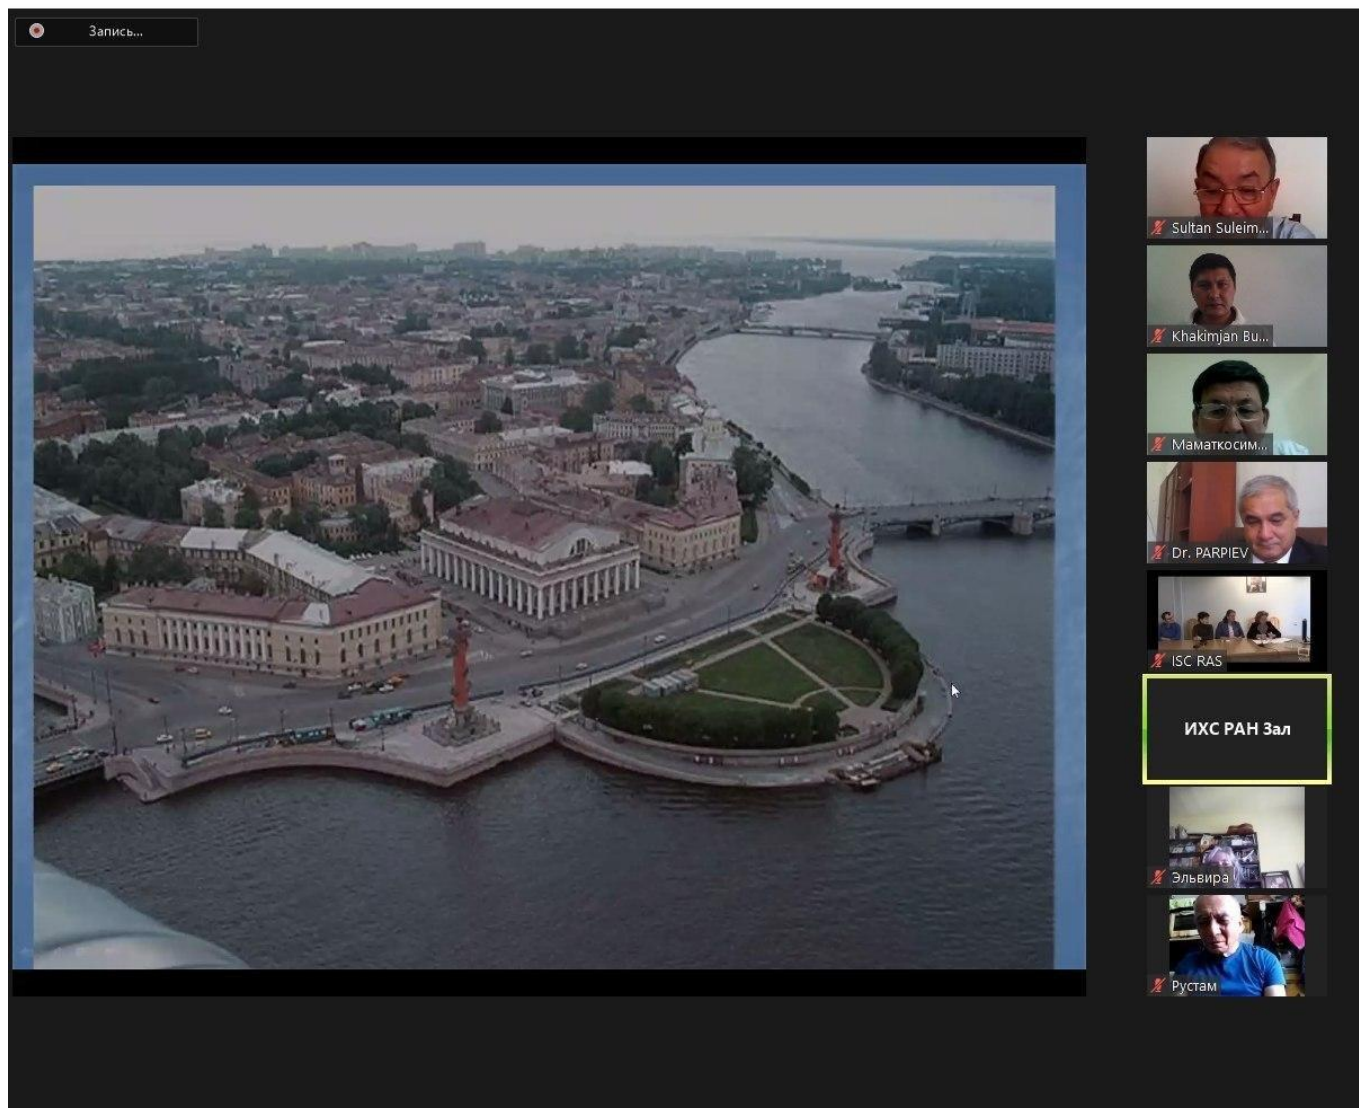 Запись...
Sultan Suleim...
Khakimjan Bu...
Маматкосим...
Dr. PARPIEV
ISC RAS
ИХС РАН Зал
Эльвира
Рустам